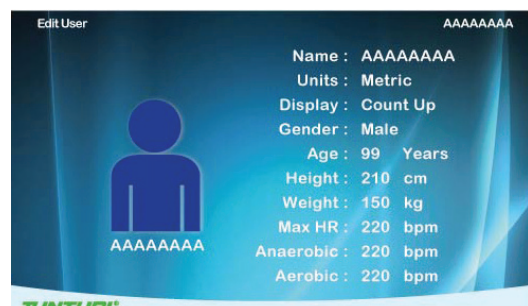 Edit User
AAAAAAAA
Name : AAAAAAAA
Units : Metric
Display : Count Up
Gender : Male
Age : 99 Years
Height : 210 cm
Weight : 150 kg
Max HR : 220 bpm
Anaerobic : 220 bpm
Aerobic : 220 bpm
AAAAAAAA